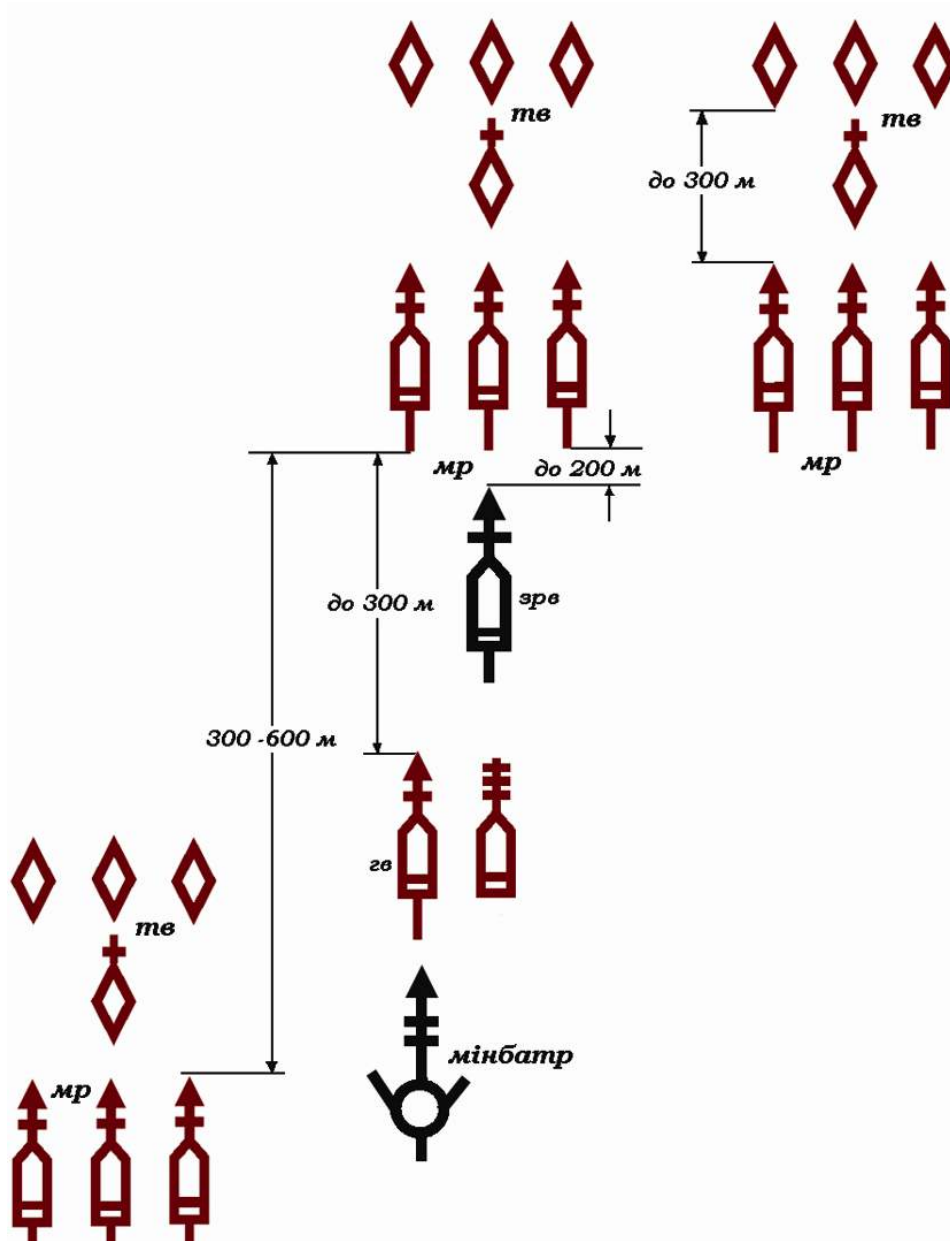 тв
тв
до 300 м
мр
до 200 м
мр
до 300 м
зрв
300 -600 м
гв
тв
мінбатр
мр